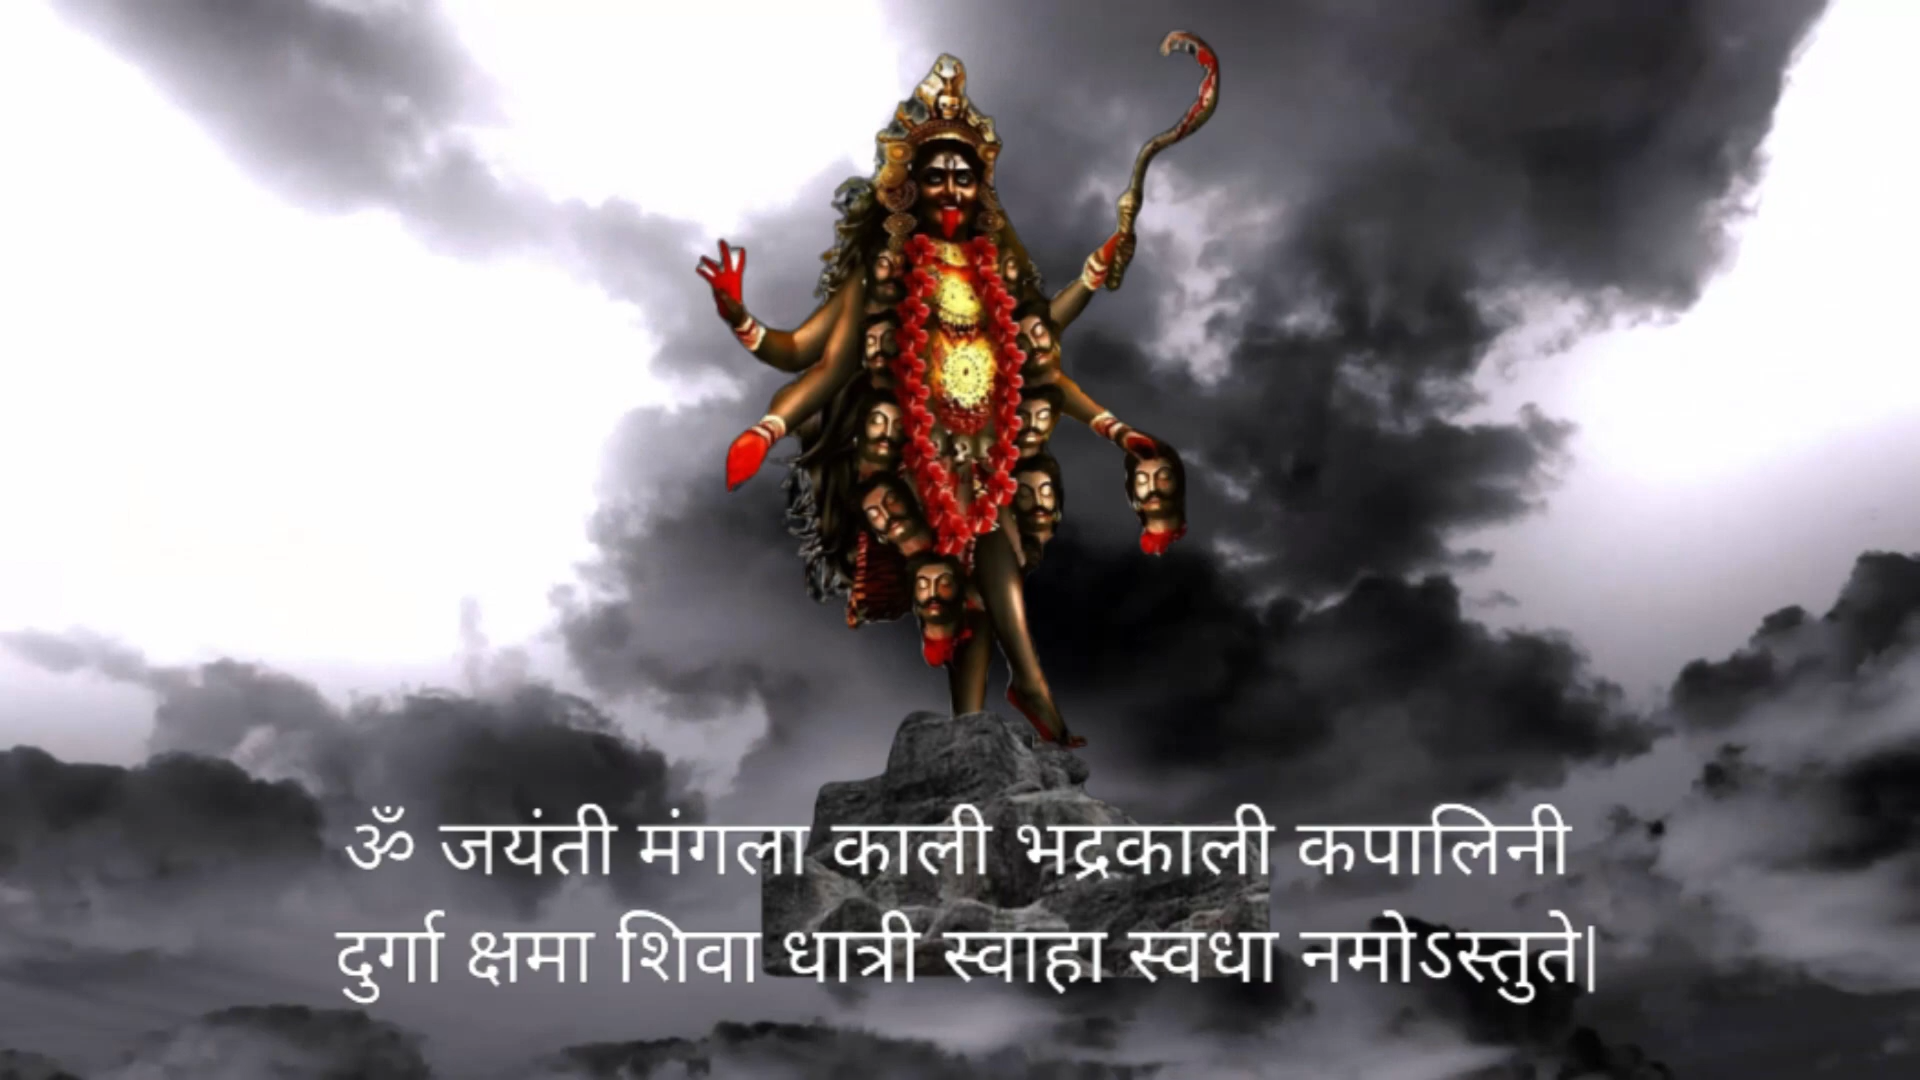 ॐ जयंती मंगला काली भद्रकाली कपालिनी
दुर्गा क्षमा शिवा धात्री स्वाहा स्वधा नमोऽस्तुते|